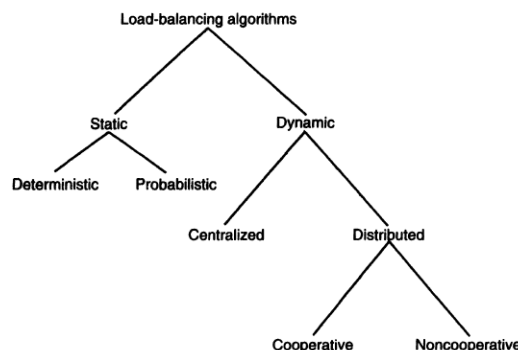 Load-balancing algorithms
Static
Dynamic
Deterministic
Probabilistic
Centralized
Distributed
Cooperative
Noncooperative